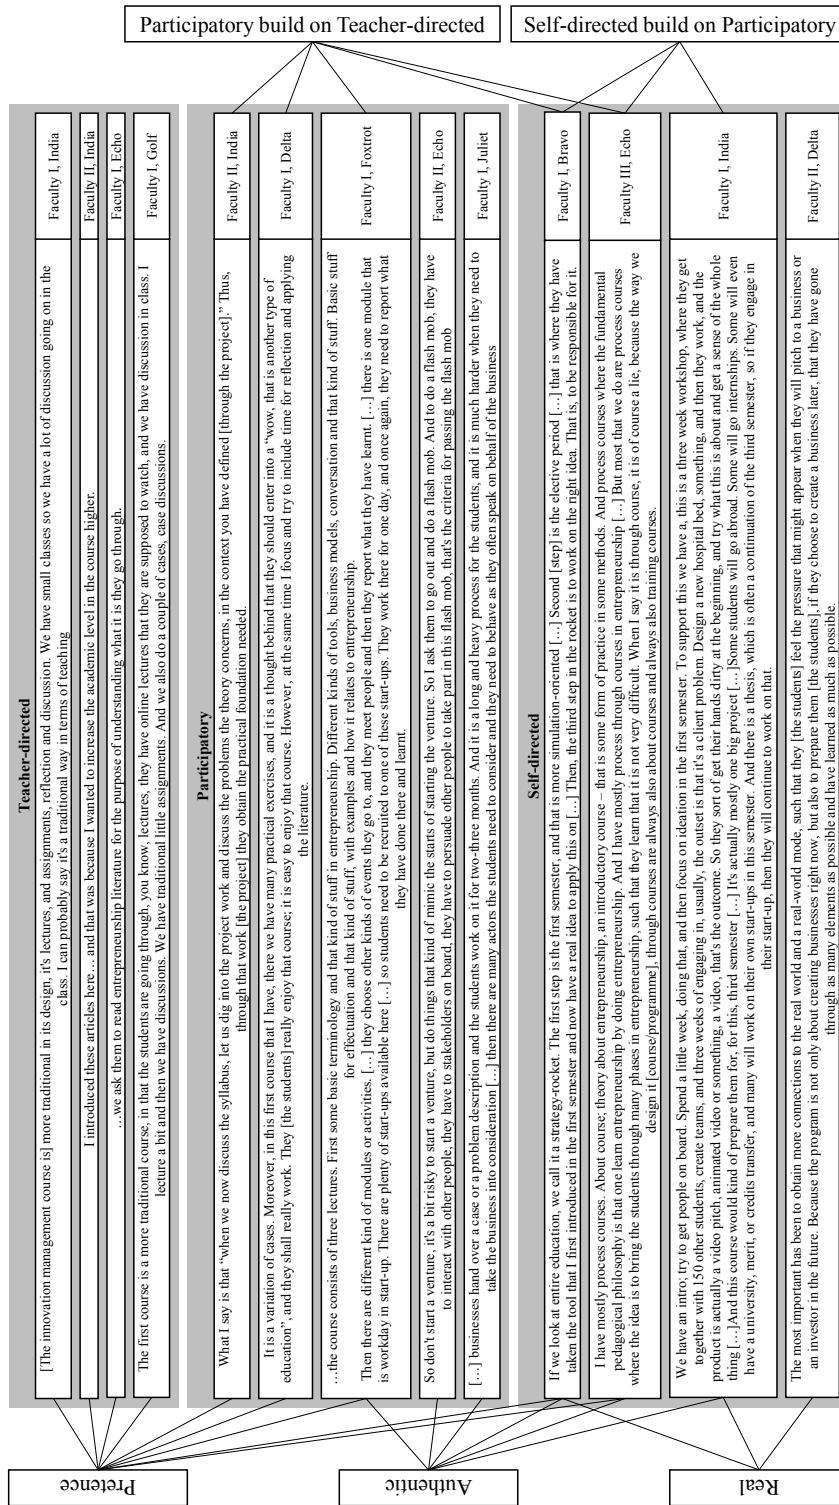 Participatory build on Teacher-directed
Self-directed build on Participatory
Teacher-directed
[The innovation management course is] more traditional in its design, it's lectures, and assignments, reflection and discussion. We have small classes so we have a lot of discussion going on in the
class. I can probably say it's a traditional way in terms of teaching
Faculty I, India
I introduced these articles here… and that was because I wanted to increase the academic level in the course higher.
Faculty II, India
…we ask them to read entrepreneurship literature for the purpose of understanding what it is they go through.
Faculty I, Echo
The first course is a more traditional course, in that the students are going through, you know, lectures, they have online lectures that they are supposed to watch, and we have discussion in class. I
lecture a bit and then we have discussions. We have traditional little assignments. And we also do a couple of cases, case discussions.
Faculty I, Golf
Participatory
What I say is that “when we now discuss the syllabus, let us dig into the project work and discuss the problems the theory concerns, in the context you have defined [through the project].” Thus,
through that work [the project] they obtain the practical foundation needed.
Faculty II, India
It is a variation of cases. Moreover, in this first course that I have, there we have many practical exercises, and it is a thought behind that they should enter into a “wow, that is another type of
education”, and they shall really work. They [the students] really enjoy that course; it is easy to enjoy that course. However, at the same time I focus and try to include time for reflection and applying
the literature.
Faculty I, Delta
…the course consists of three lectures. First some basic terminology and that kind of stuff in entrepreneurship. Different kinds of tools, business models, conversation and that kind of stuff. Basic stuff
for effectuation and that kind of stuff, with examples and how it relates to entrepreneurship.
Then there are different kind of modules or activities. […] they choose other kinds of events they go to, and they meet people and then they report what they have learnt. […] there is one module that
is workday in start-up. There are plenty of start-ups available here […] so students need to be recruited to one of these start-ups. They work there for one day, and once again, they need to report what
they have done there and learnt.
Faculty I, Foxtrot
So don't start a venture, it's a bit risky to start a venture, but do things that kind of mimic the starts of starting the venture. So I ask them to go out and do a flash mob. And to do a flash mob, they have
to interact with other people, they have to stakeholders on board, they have to persuade other people to take part in this flash mob, that's the criteria for passing the flash mob
Faculty II, Echo
[…] businesses hand over a case or a problem description and the students work on it for two-three months. And it is a long and heavy process for the students, and it is much harder when they need to
take the business into consideration […] then there are many actors the students need to consider and they need to behave as they often speak on behalf of the business
Faculty I, Juliet
Self-directed
If we look at entire education, we call it a strategy-rocket. The first step is the first semester, and that is more simulation-oriented […] Second [step] is the elective period […] that is where they have
taken the tool that I first introduced in the first semester and now have a real idea to apply this on […] Then, the third step in the rocket is to work on the right idea. That is, to be responsible for it.
Faculty I, Bravo
I have mostly process courses. About course; theory about entrepreneurship, an introductory course – that is some form of practice in some methods. And process courses where the fundamental
pedagogical philosophy is that one learn entrepreneurship by doing entrepreneurship. And I have mostly process through courses in entrepreneurship […] But most that we do are process courses
where the idea is to bring the students through many phases in entrepreneurship, such that they learn that it is not very difficult. When I say it is through course, it is of course a lie, because the way we
design it [course/programme], through courses are always also about courses and always also training courses.
Faculty III, Echo
We have an intro; try to get people on board. Spend a little week, doing that, and then focus on ideation in the first semester. To support this we have a, this is a three week workshop, where they get
together with 150 other students, create teams, and three weeks of engaging in, usually, the outset is that it's a client problem. Design a new hospital bed, something, and then they work, and the
product is actually a video pitch, animated video or something, a video, that's the outcome. So they sort of get their hands dirty at the beginning, and try what this is about and get a sense of the whole
thing […]And this course would kind of prepare them for, for this, third semester […] It's actually mostly one big project […]Some students will go abroad. Some will go internships. Some will even
have a university, merit, or credits transfer, and many will work on their own start-ups in this semester. And there is a thesis, which is often a continuation of the third semester, so if they engage in
their start-up, then they will continue to work on that.
Faculty I, India
The most important has been to obtain more connections to the real world and a real-world mode, such that they [the students] feel the pressure that might appear when they will pitch to a business or
an investor in the future. Because the program is not only about creating businesses right now, but also to prepare them [the students], if they choose to create a business later, that they have gone
through as many elements as possible and have learned as much as possible.
Faculty II, Delta
Pretence
Authentic
Real